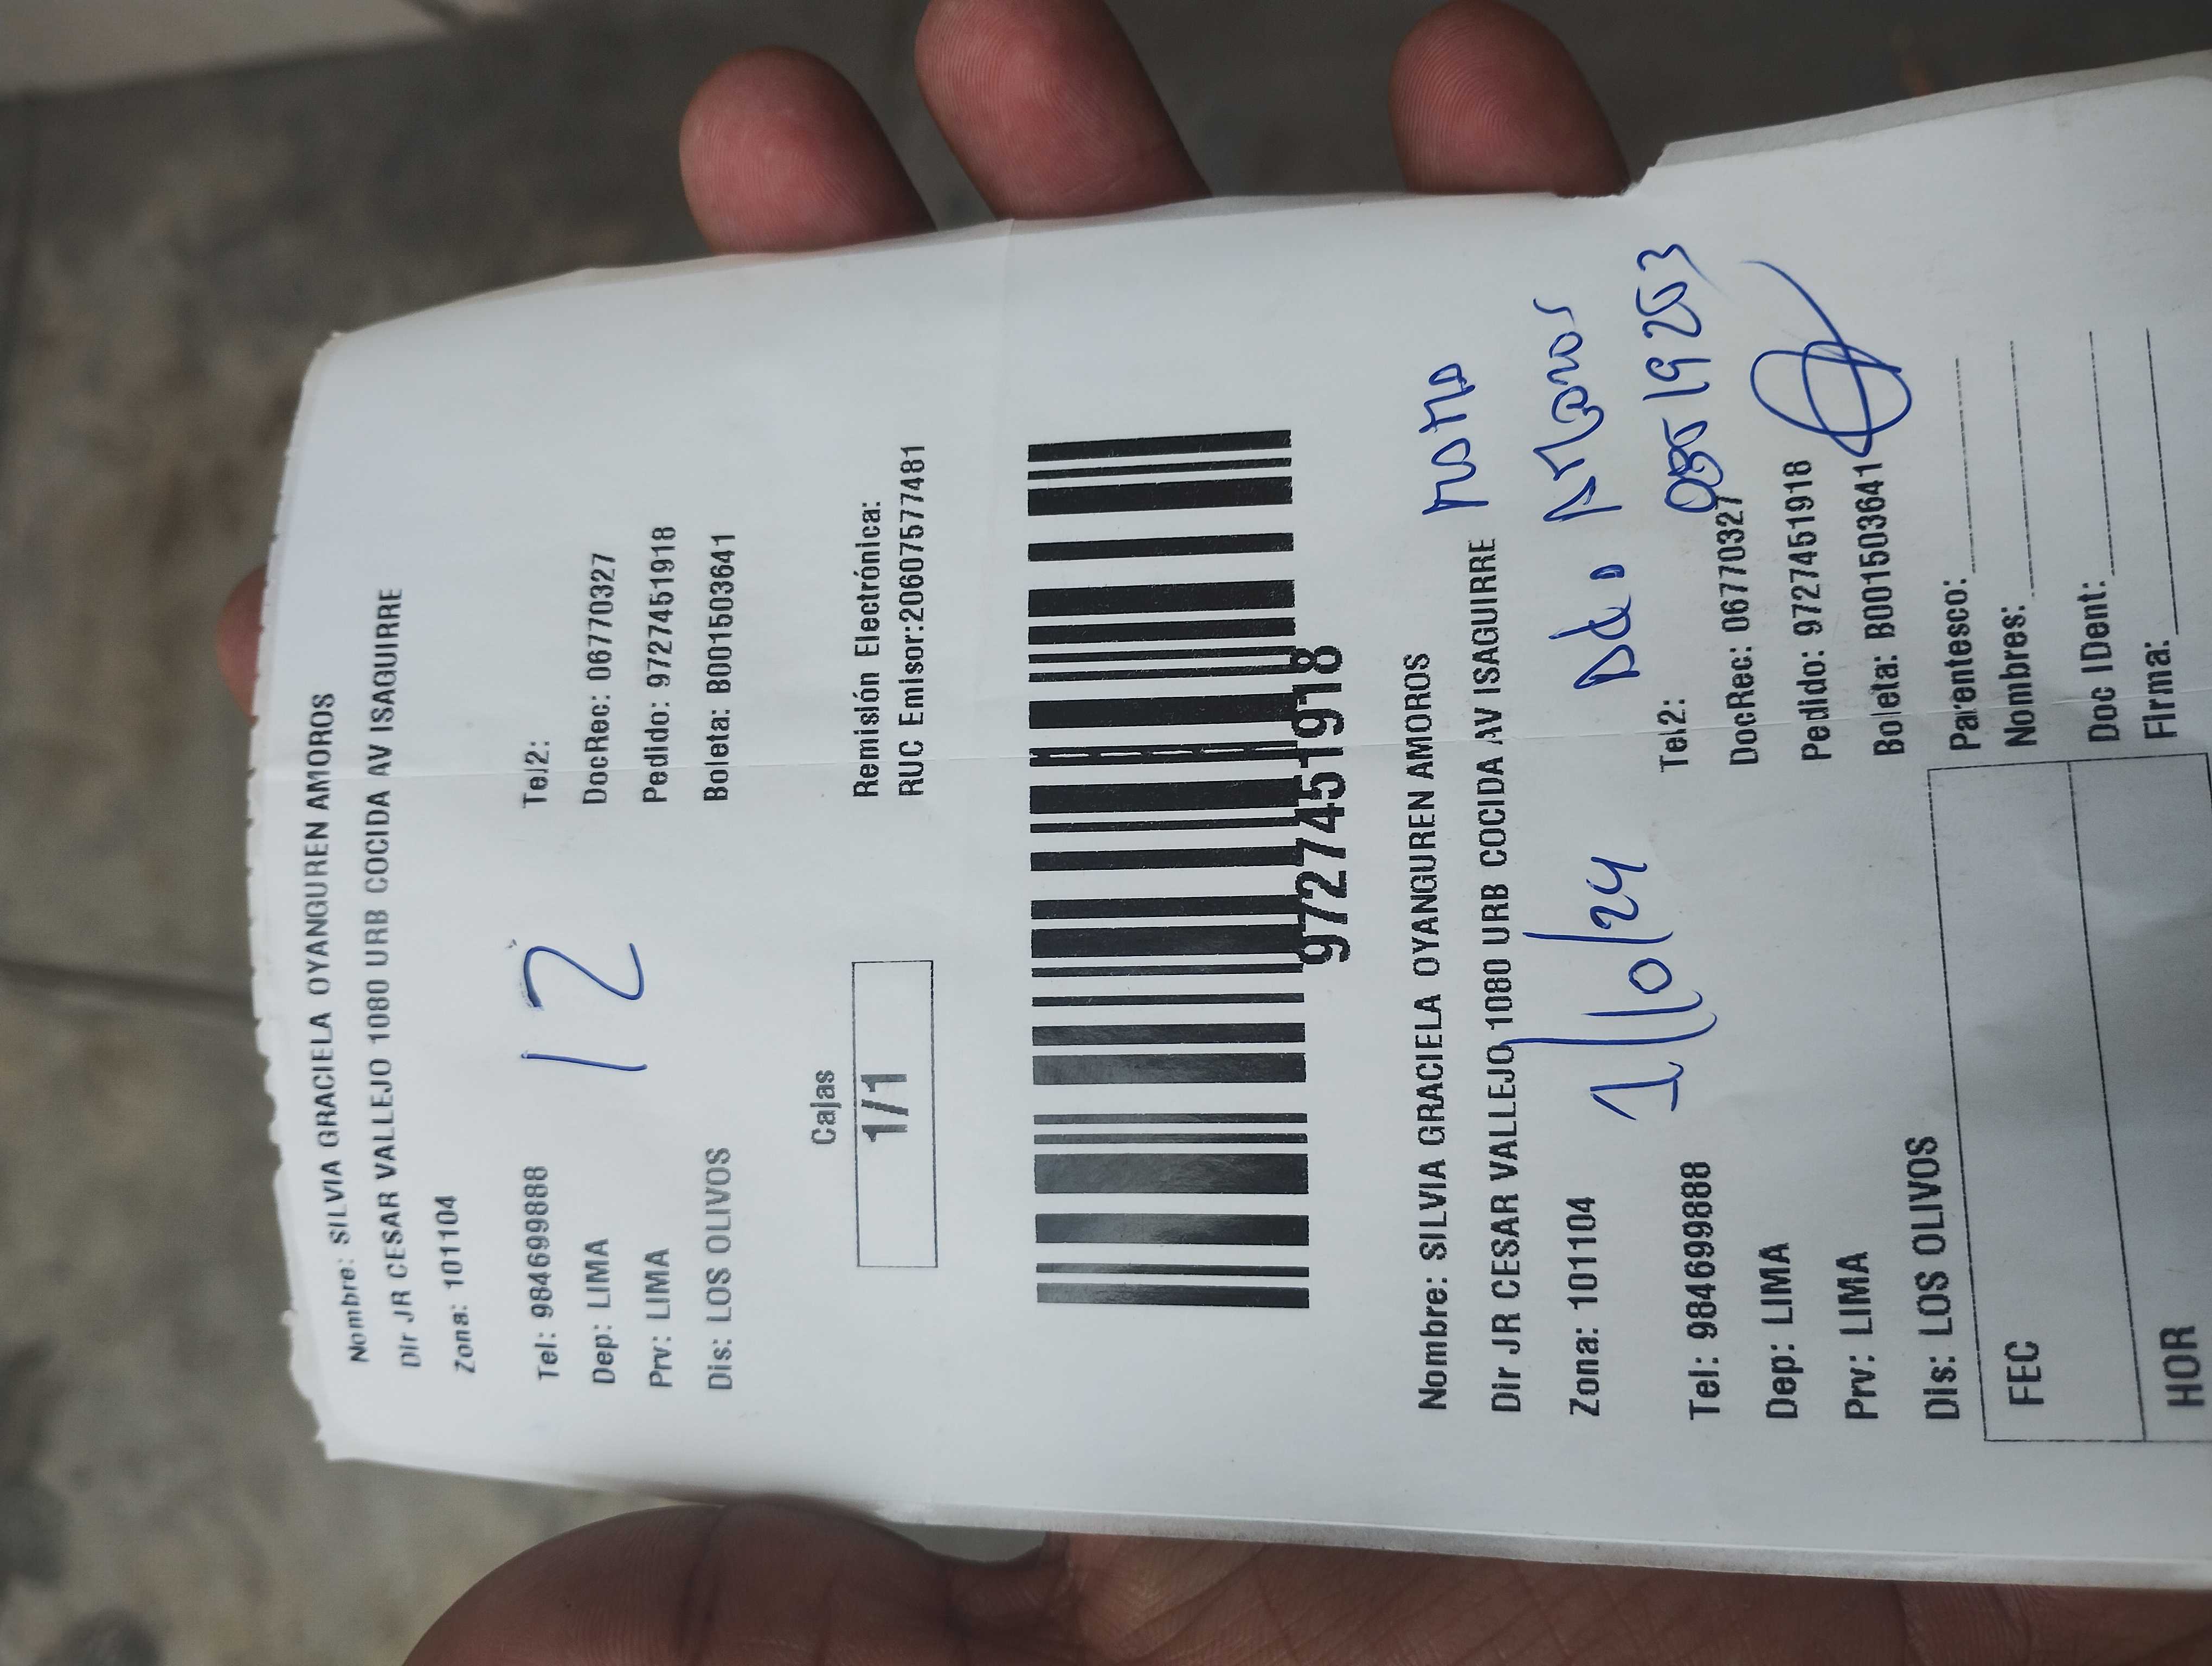 Nombre: SILVIA GRACIELA OYANGUREN AMOROS
Dir JR CESAR VALLEJO 1080 URB COCIDA AV ISAGUIRRE
Zona: 101104
12
Tel: 984699888 Tel2:
Dep: LIMA DocRec: 06770327
Prv: LIMA Pedido: 9727451918
Dis: LOS OLIVOS Boleta: B001503641
Cajas
1/1
Remisión Electrónica:
RUC Emisor:20607577481
9727451918
Nombre: SILVIA GRACIELA OYANGUREN AMOROS
Dir JR CESAR VALLEJO 1080 URB COCIDA AV ISAGUIRRE
Zona: 101104 1/10/24
Tel: 984699888 Tel2:
Dep: LIMA DocRec: 06770327
Prv: LIMA Pedido: 9727451918
Dis: LOS OLIVOS Boleta: B001503641
FEC
HOR
Parentesco:
Nombres:
Doc IDent:
Firma: